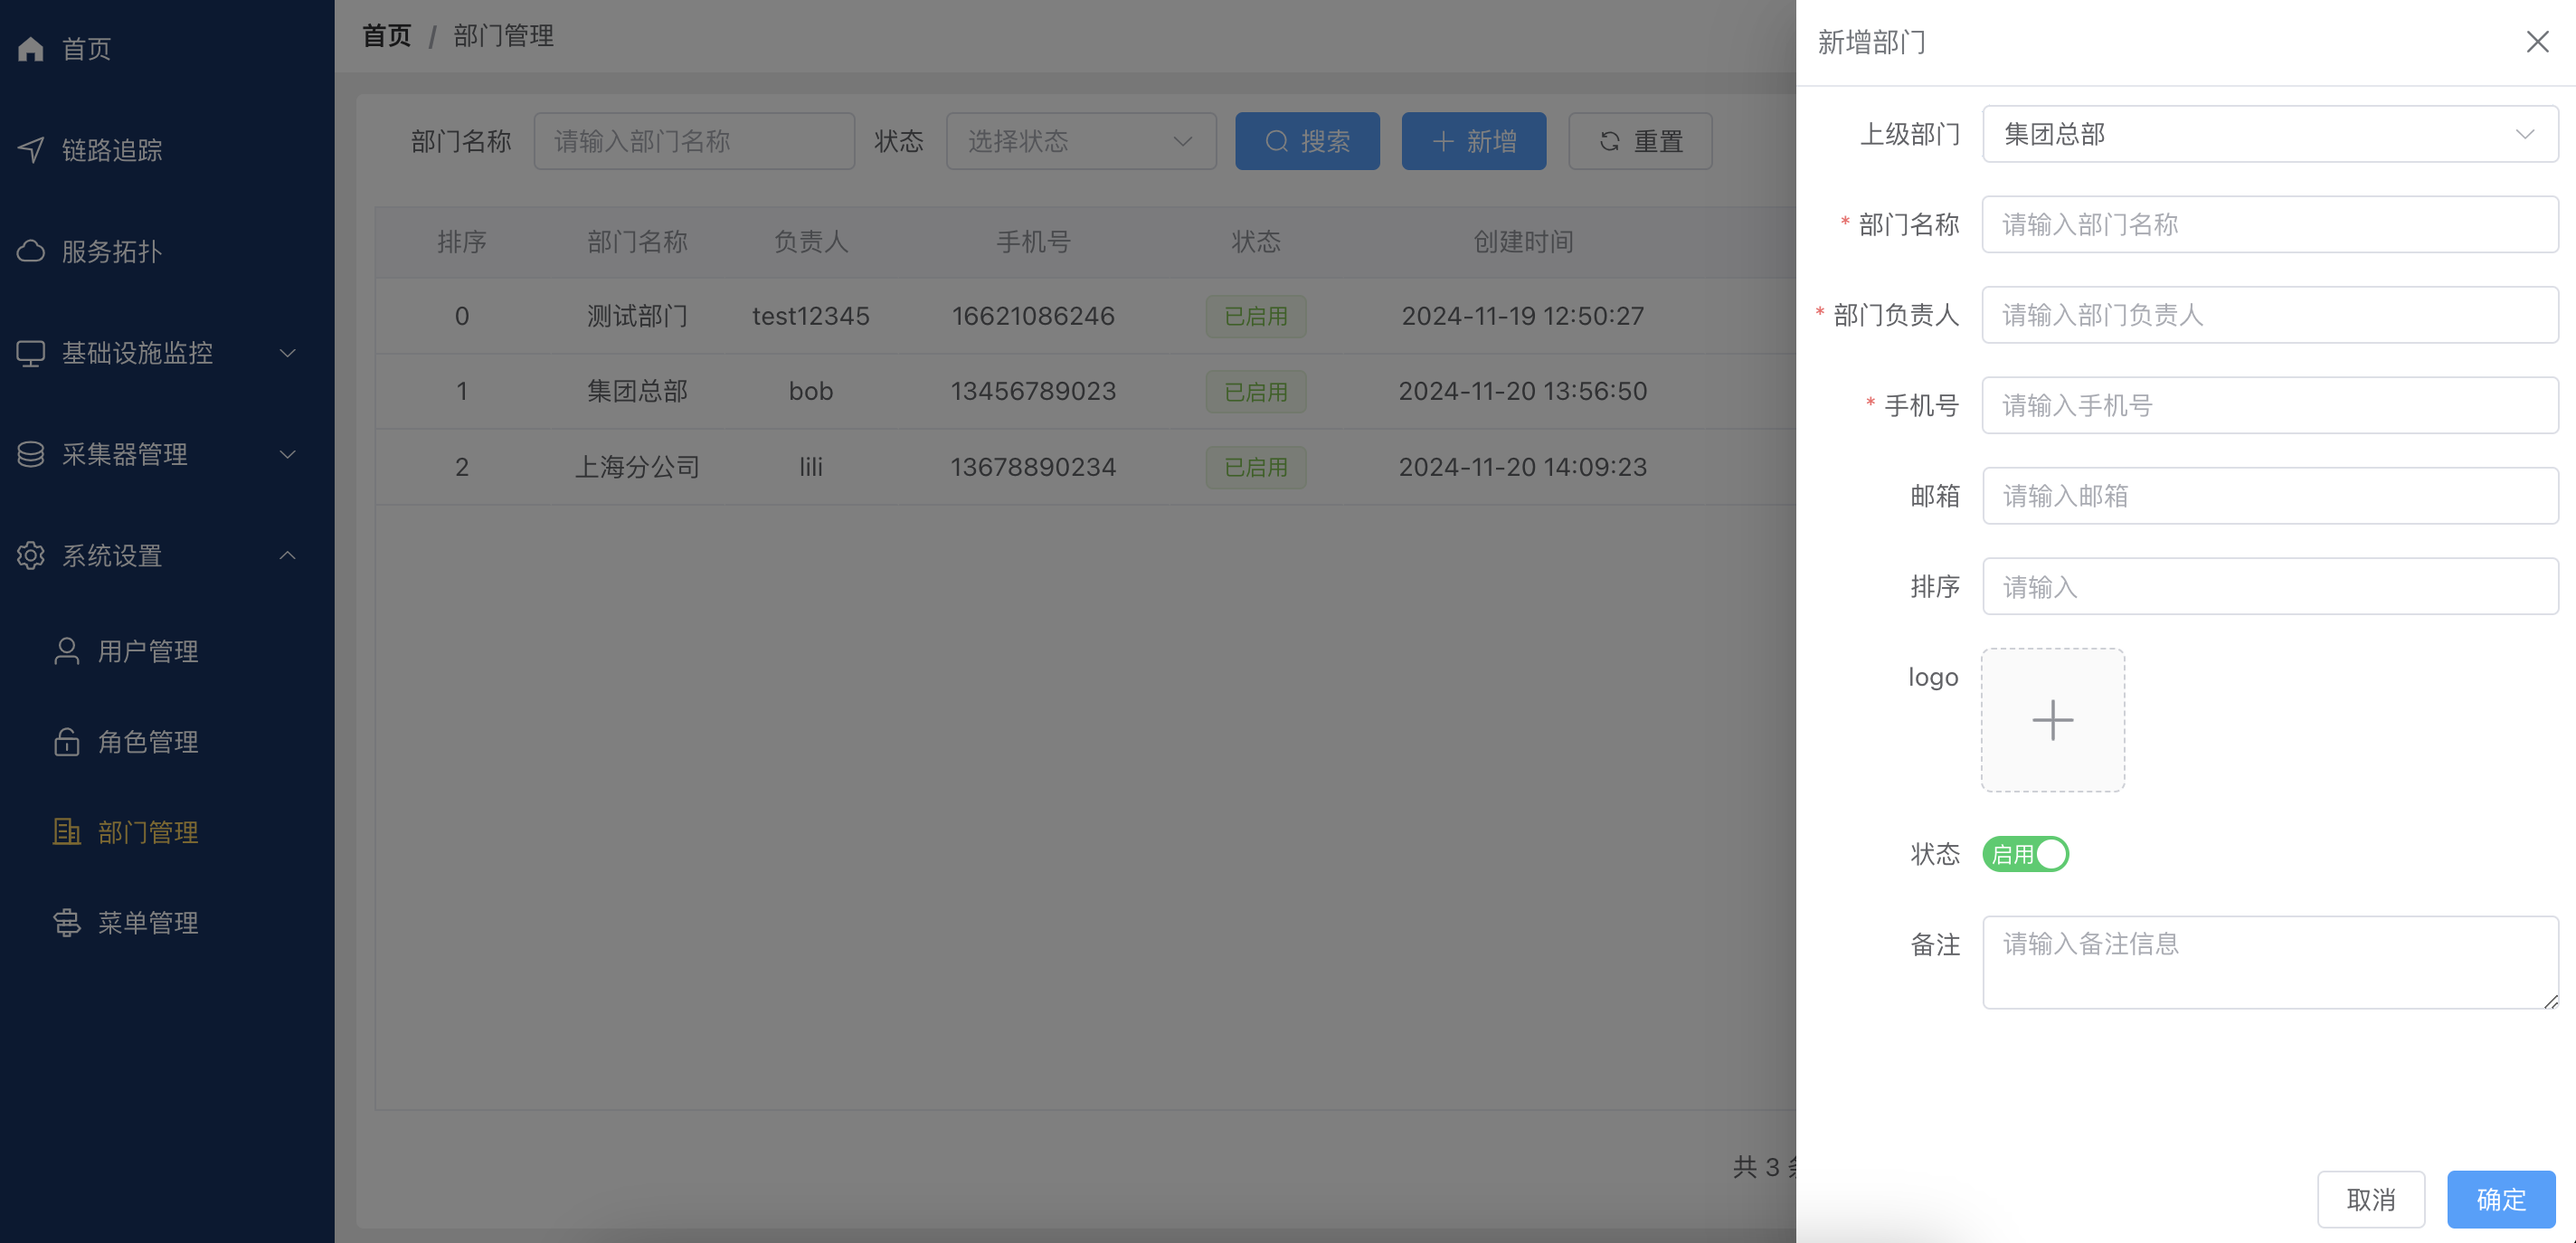 首页
链路追踪
服务拓扑
基础设施监控
采集器管理
系统设置
用户管理
角色管理
部门管理
菜单管理
首页 / 部门管理
部门名称 请输入部门名称 状态 选择状态 搜索 新增 重置
排序 部门名称 负责人 手机号 状态 创建时间
0 测试部门 test12345 16621086246 已启用 2024-11-19 12:50:27
1 集团总部 bob 13456789023 已启用 2024-11-20 13:56:50
2 上海分公司 lili 13678890234 已启用 2024-11-20 14:09:23
共 3
新增部门
上级部门 集团总部
* 部门名称 请输入部门名称
* 部门负责人 请输入部门负责人
* 手机号 请输入手机号
邮箱 请输入邮箱
排序 请输入
logo
状态 启用
备注 请输入备注信息
取消 确定